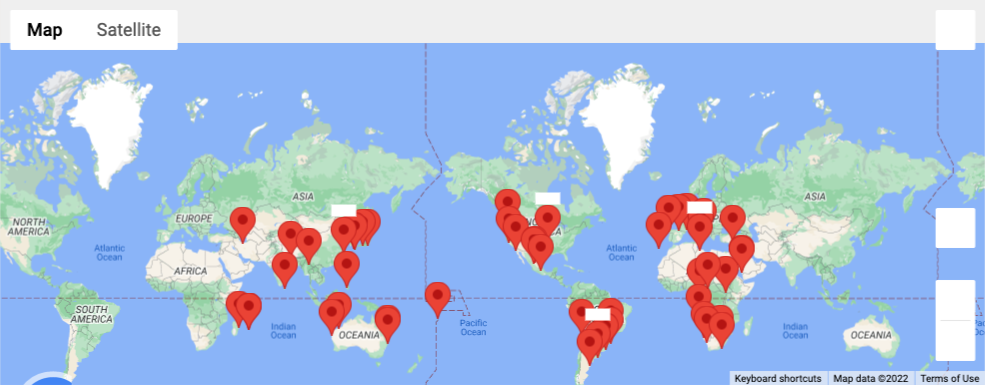 Map Satellite
ASIA
ASIA
NORTH
AMERICA
EUROPE
Atlantic
Ocean
Atlantic
Ocean
AFRICA
SOUTH
AMERICA
Indian
Ocean
OCEANIA
Pacific
Ocean
Indian
Ocean
OCEANIA
Keyboard shortcuts Map data ©2022 Terms of Use